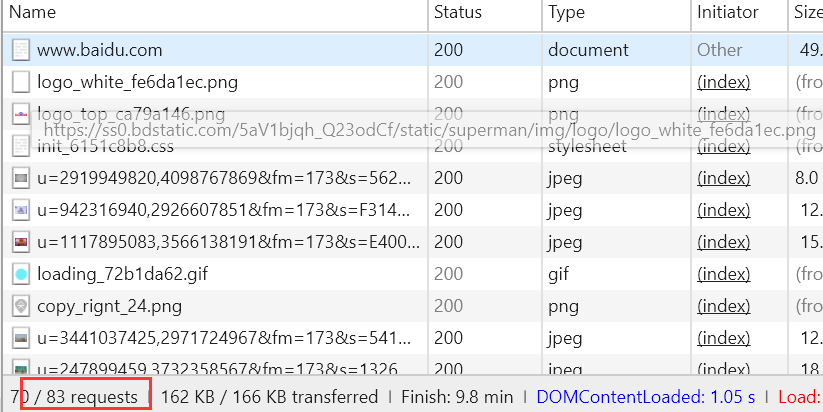 Name Status Type Initiator Size
www.baidu.com 200 document Other 49.
logo_white_fe6da1ec.png 200 png (index) (fro
logo_top_ca79a146.png 200 png (index) (fro
https://ss0.bdstatic.com/5aV1bjqh_Q23odCf/static/superman/img/logo/logo_white_fe6da1ec.png
init_6151c8b8.css 200 stylesheet (index) (fro
u=2919949820,4098767869&fm=173&s=562... 200 jpeg (index) 8.0
u=942316940,2926607851&fm=173&s=F314... 200 jpeg (index) 12.
u=1117895083,3566138191&fm=173&s=E400... 200 jpeg (index) 15.
loading_72b1da62.gif 200 gif (index) (fro
copy_rignt_24.png 200 png (index) (fro
u=3441037425,2971724967&fm=173&s=541... 200 jpeg (index) 12.
u=247899459,3732358567&fm=173&s=1326... 200 jpeg (index) 18.
70 / 83 requests | 162 KB / 166 KB transferred | Finish: 9.8 min | DOMContentLoaded: 1.05 s | Load: